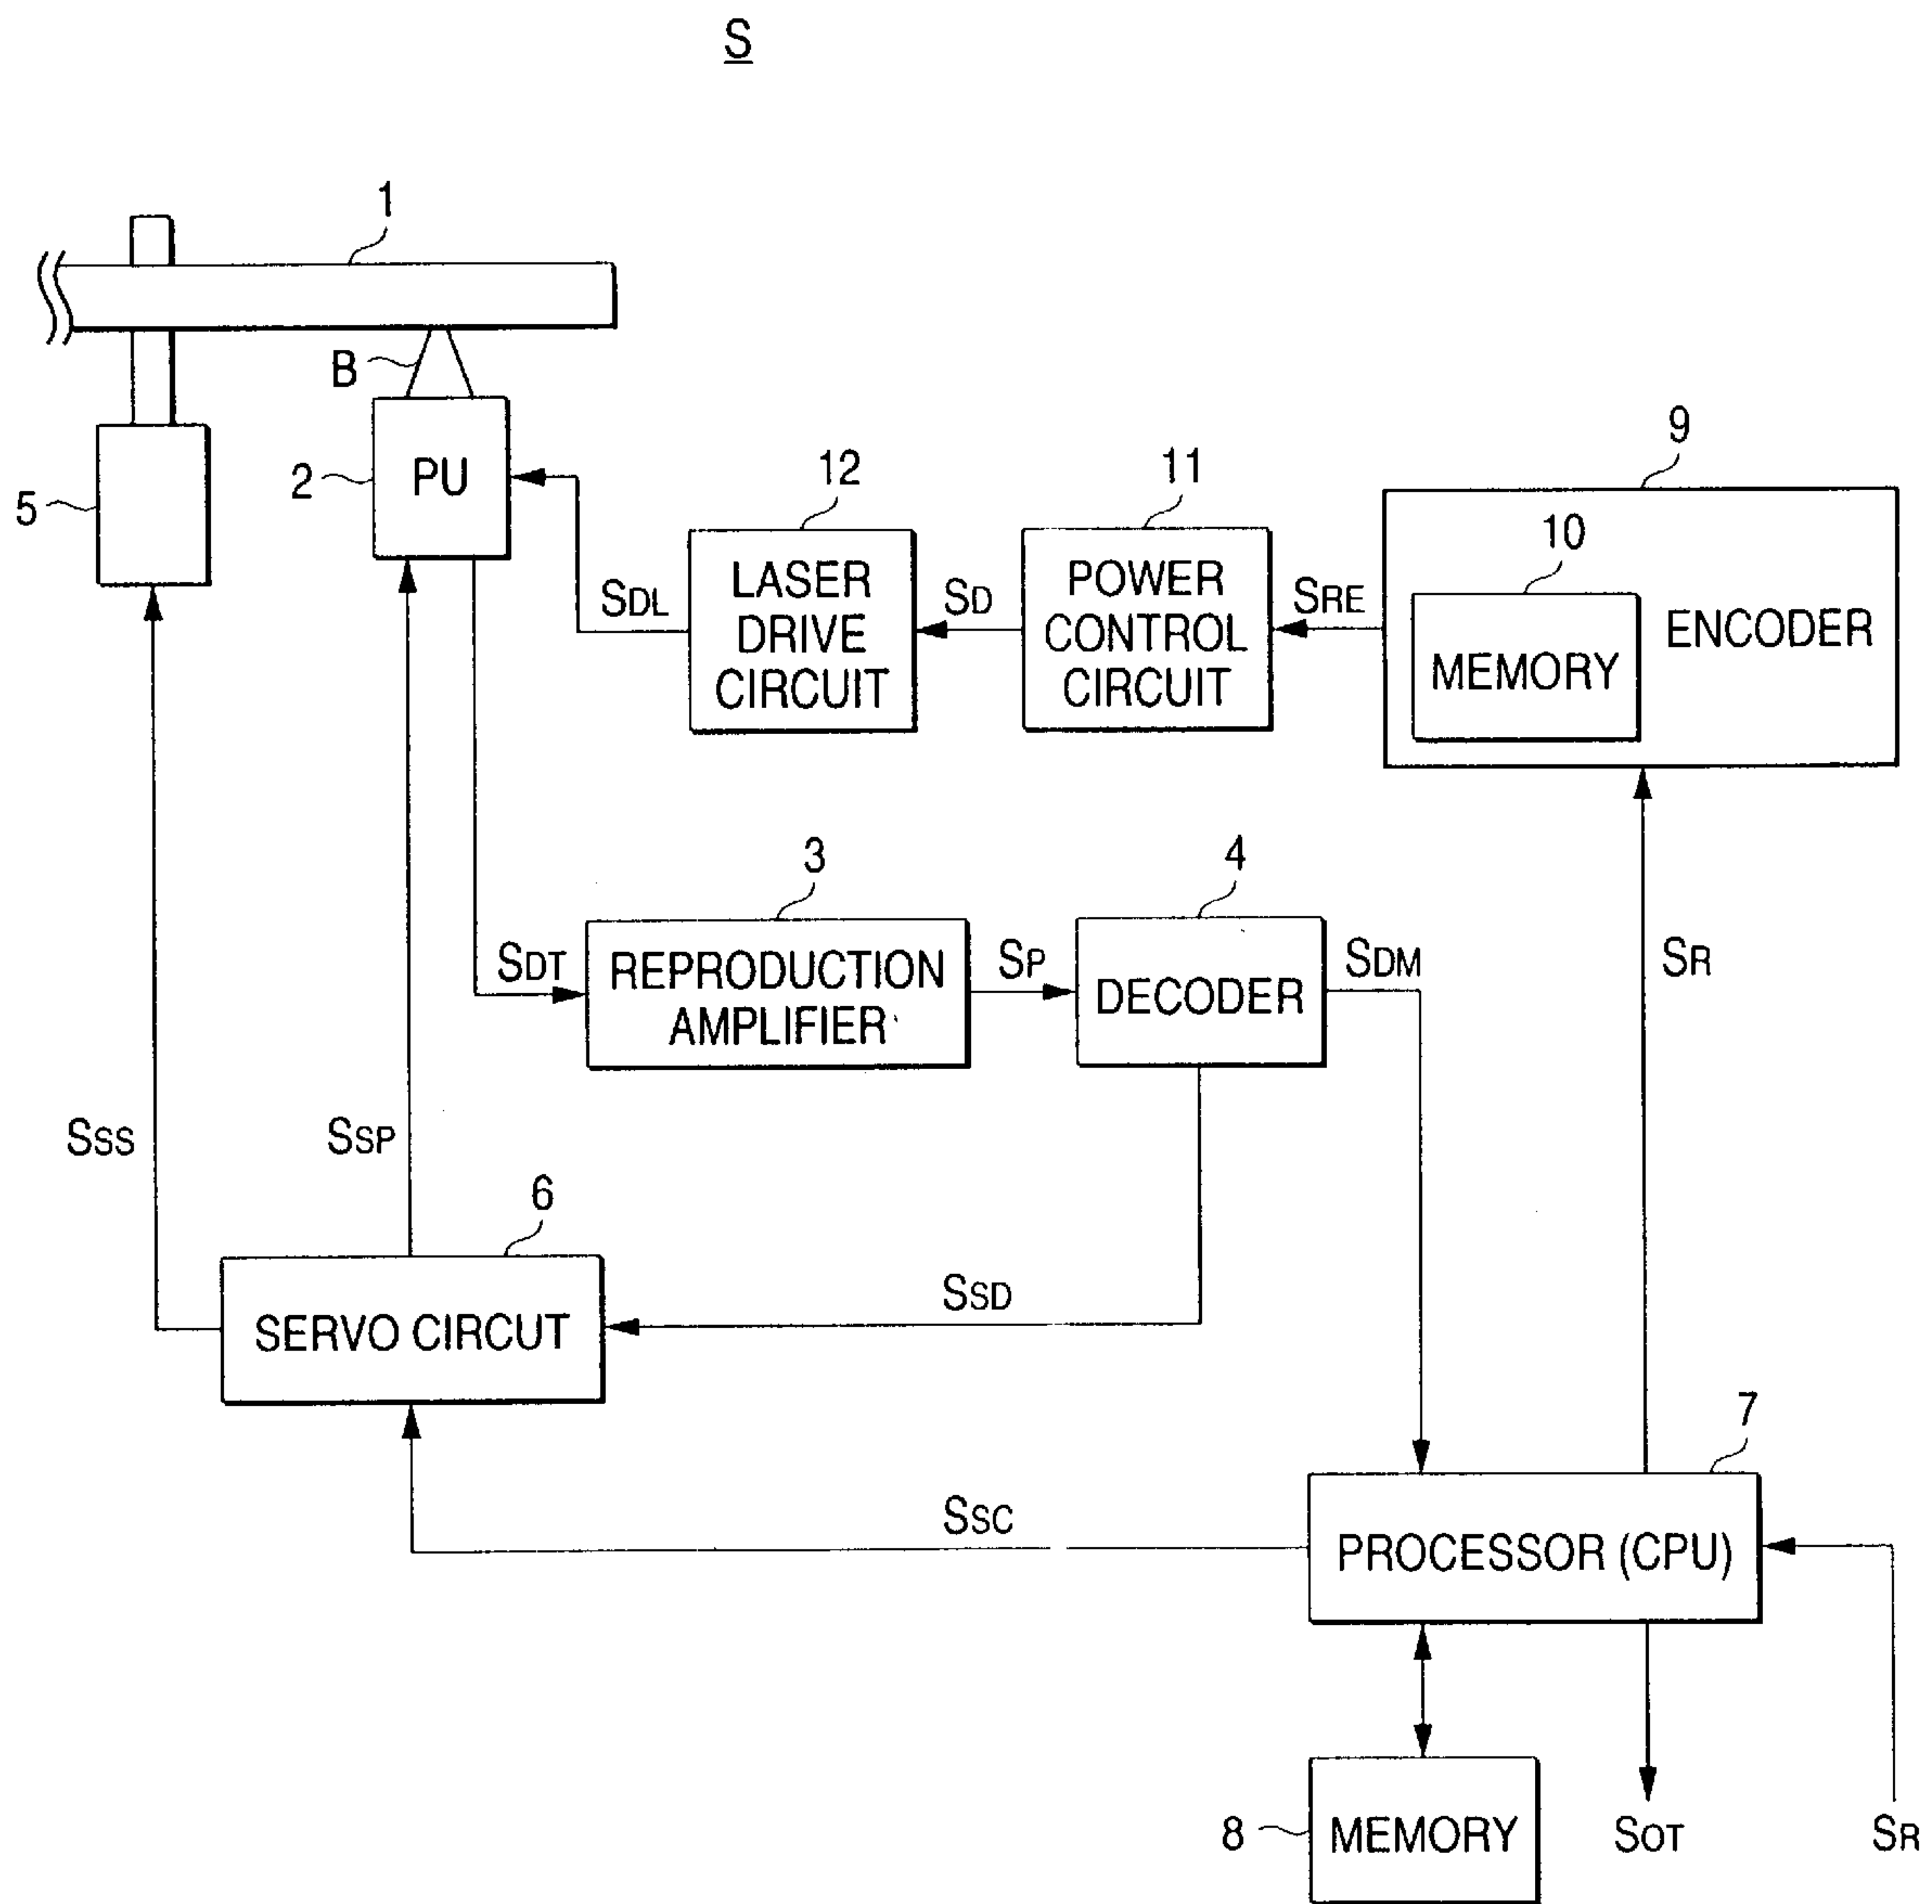 S
1
B
2
PU
5
12
LASER
DRIVE
CIRCUIT
SDL
SD
11
POWER
CONTROL
CIRCUIT
SRE
9
10
MEMORY
ENCODER
3
REPRODUCTION
AMPLIFIER
SDT
SP
4
DECODER
SDM
SR
SSS
SSP
6
SERVO CIRCUT
SSD
SSC
7
PROCESSOR (CPU)
8
MEMORY
SOT
SR